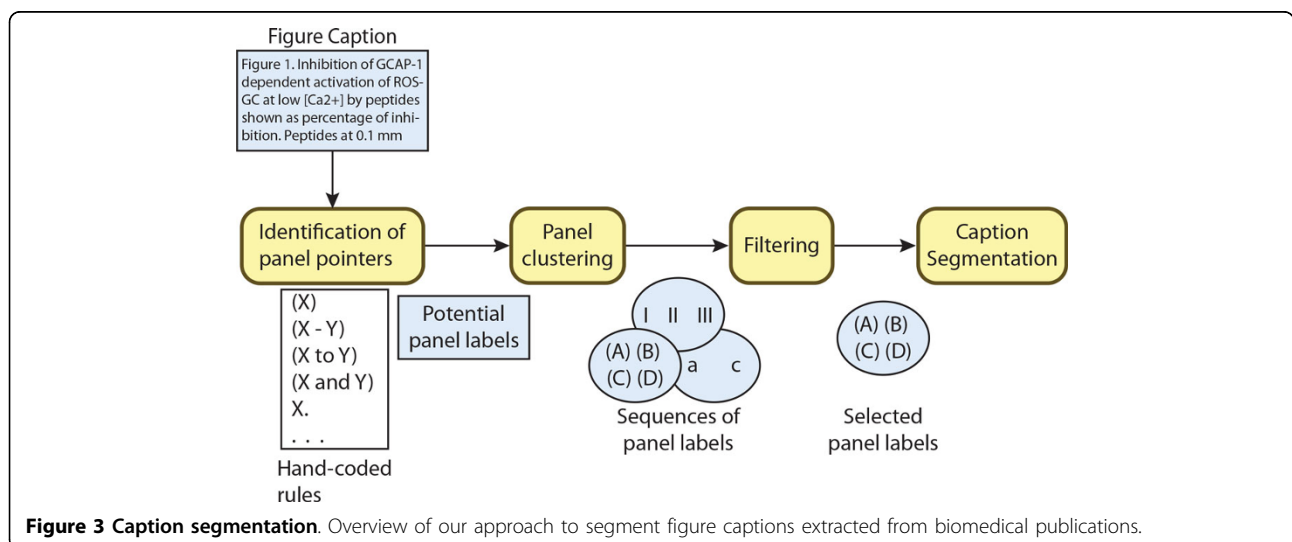 Figure Caption
Figure 1. Inhibition of GCAP-1
dependent activation of ROS-
GC at low [Ca2+] by peptides
shown as percentage of inhi-
bition. Peptides at 0.1 mm
Identification of
panel pointers
Panel
clustering
Filtering
Caption
Segmentation
(X)
(X - Y)
(X to Y)
(X and Y)
X.
. . .
Hand-coded
rules
Potential
panel labels
I II III
(A) (B)
(C) (D)
a c
Sequences of
panel labels
(A) (B)
(C) (D)
Selected
panel labels
Figure 3 Caption segmentation. Overview of our approach to segment figure captions extracted from biomedical publications.